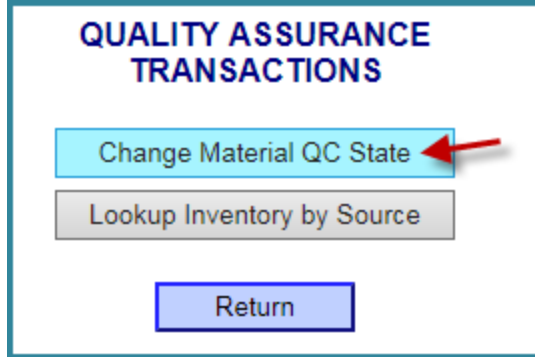 QUALITY ASSURANCE
TRANSACTIONS
Change Material QC State
Lookup Inventory by Source
Return